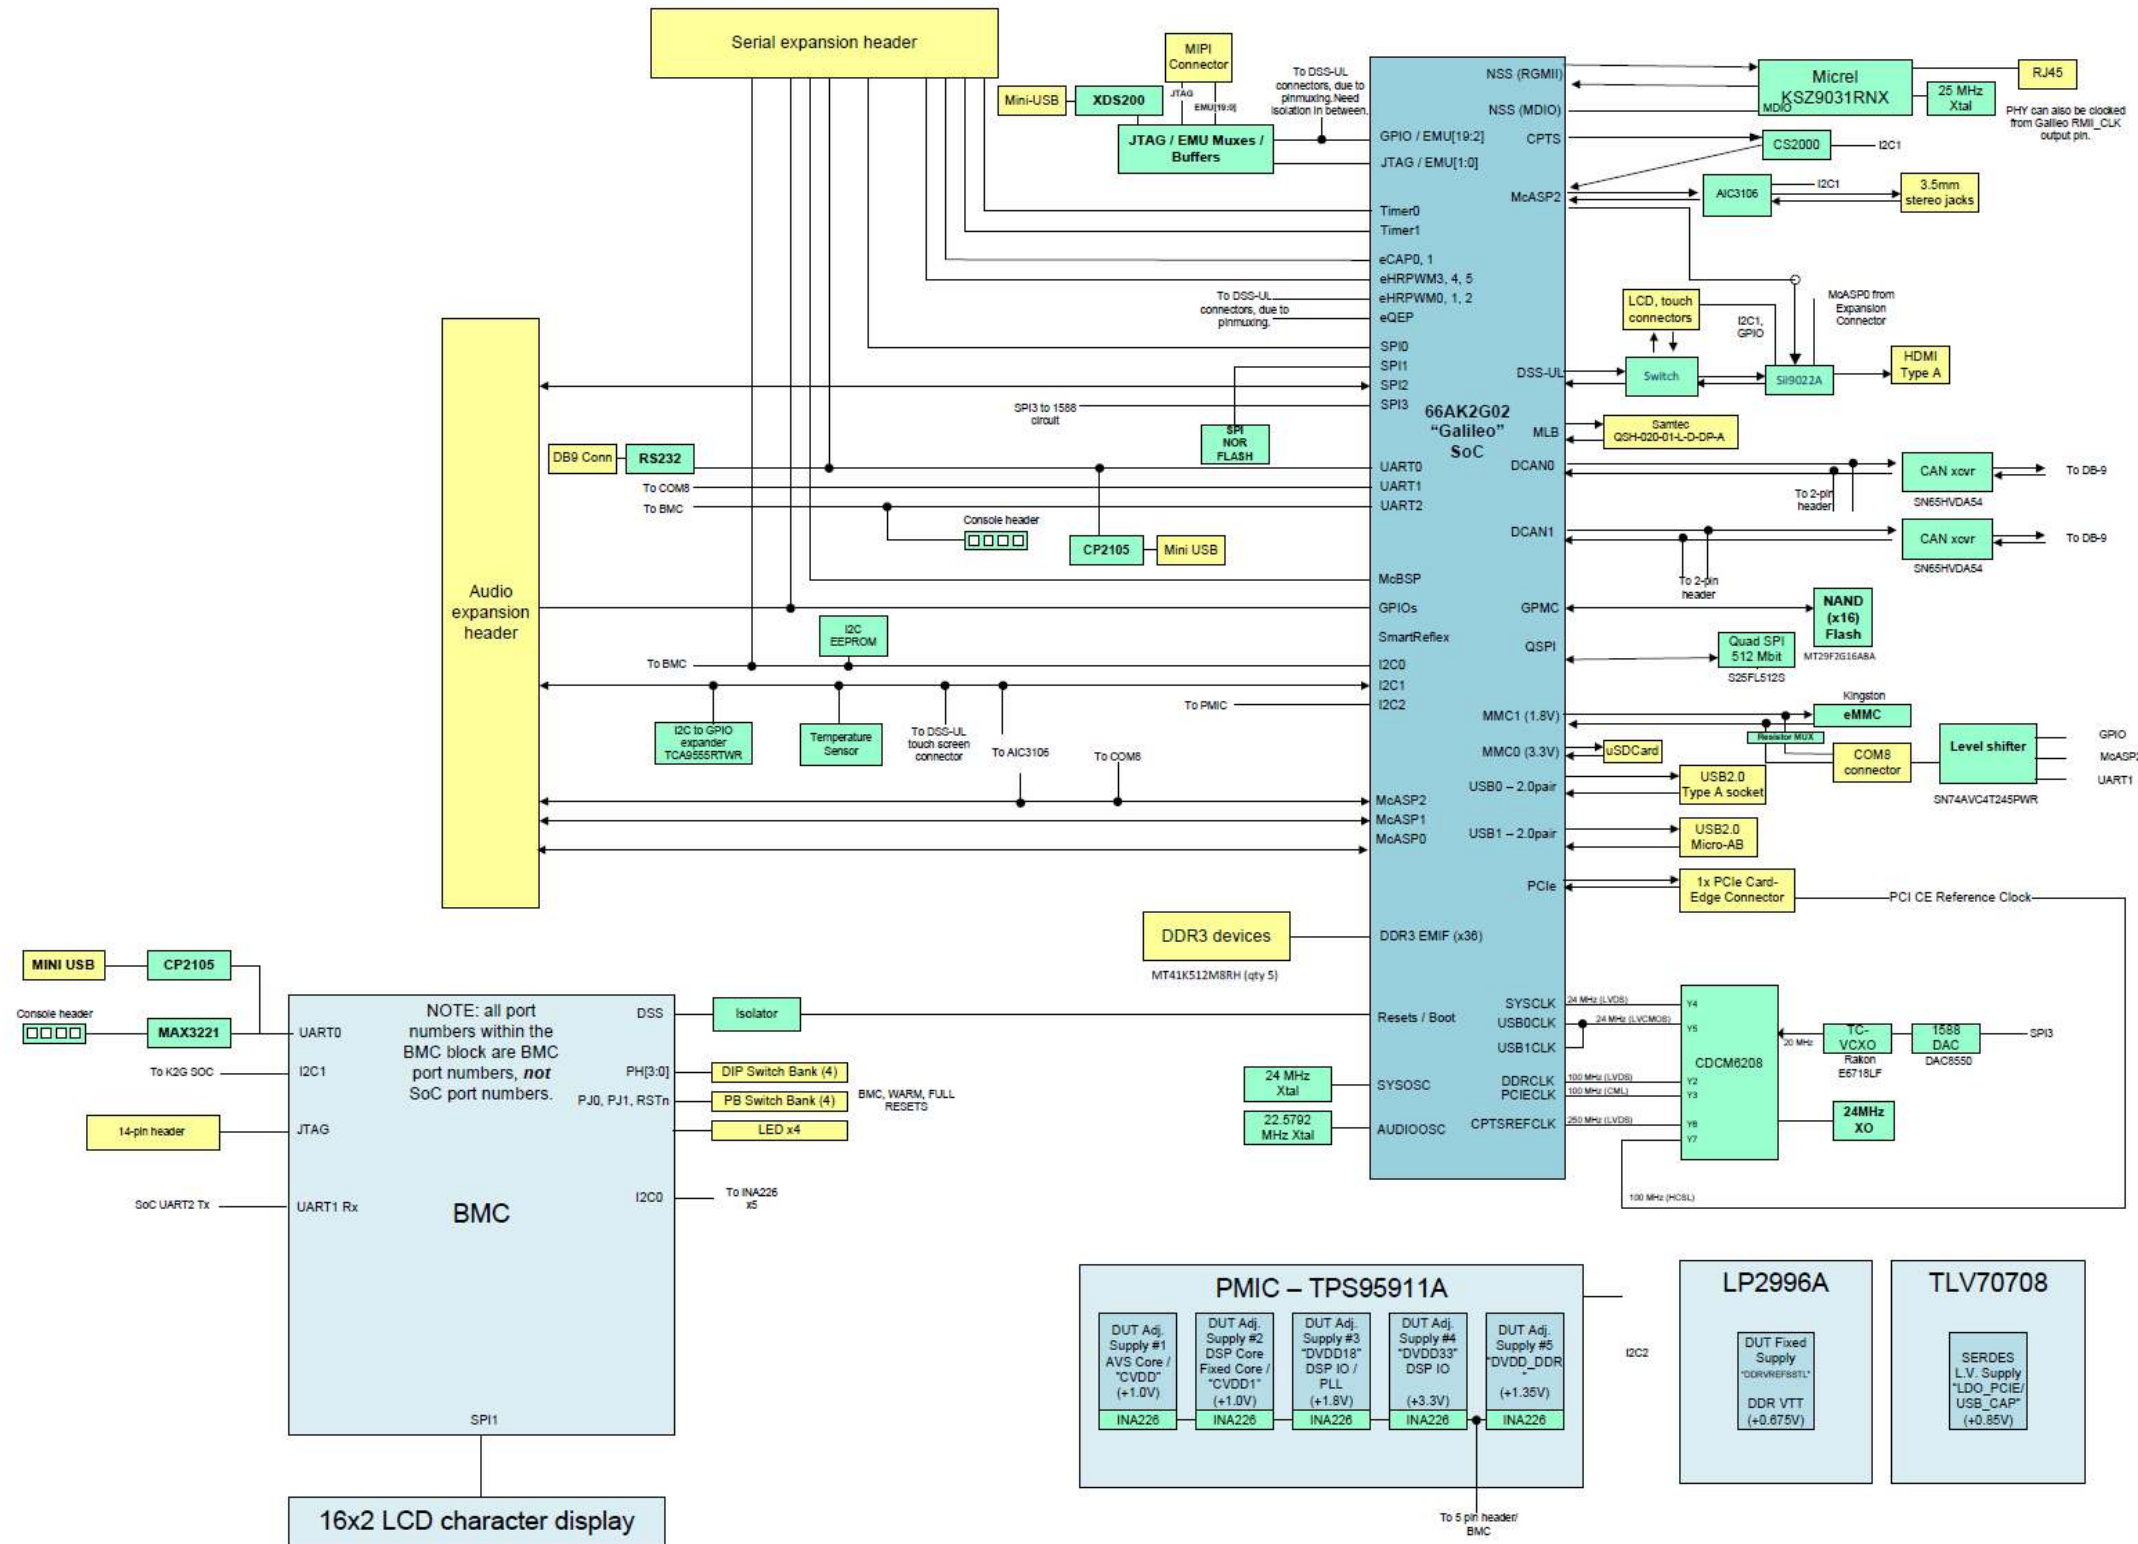 Serial expansion header
MIPI
Connector
JTAG
EMU[19:0]
Mini-USB
XDS200
JTAG / EMU Muxes /
Buffers
To DSS-UL
connectors, due to
pinmuxing.Need
isolation in between.
GPIO / EMU[19:2]
JTAG / EMU[1:0]
Timer0
Timer1
eCAP0, 1
eHRPWM3, 4, 5
eHRPWM0, 1, 2
eQEP
To DSS-UL
connectors, due to
pinmuxing.
SPI0
SPI1
SPI2
SPI3
SPI3 to 1588
circuit
SPI
NOR
FLASH
DB9 Conn
RS232
UART0
UART1
UART2
To COM8
To BMC
Console header
CP2105
Mini USB
McBSP
GPIOs
SmartReflex
I2C0
I2C1
I2C2
Audio
expansion
header
I2C
EEPROM
To BMC
To PMIC
I2C to GPIO
expander
TCA9555RTWR
Temperature
Sensor
To DSS-UL
touch screen
connector
To AIC3106
To COM8
McASP2
McASP1
McASP0
DDR3 devices
MT41K512M8RH (qty 5)
DDR3 EMIF (x36)
Resets / Boot
24 MHz
Xtal
SYSOSC
22.5792
MHz Xtal
AUDIOOSC
66AK2G02
"Galileo"
SoC
NSS (RGMII)
NSS (MDIO)
CPTS
McASP2
DSS-UL
MLB
DCAN0
DCAN1
GPMC
QSPI
MMC1 (1.8V)
MMC0 (3.3V)
USB0 – 2.0pair
USB1 – 2.0pair
PCIe
SYSCLK
USB0CLK
USB1CLK
DDRCLK
PCIECLK
CPTSREFCLK
Micrel
KSZ9031RNX
MDIO
25 MHz
Xtal
RJ45
PHY can also be clocked
from Galileo RMII_CLK
output pin.
CS2000
I2C1
AIC3106
I2C1
3.5mm
stereo jacks
LCD, touch
connectors
I2C1,
GPIO
McASP0 from
Expansion
Connector
Switch
SII9022A
HDMI
Type A
Samtec
QSH-020-01-L-D-DP-A
CAN xcvr
SN65HVDA54
To DB-9
To 2-pin
header
CAN xcvr
SN65HVDA54
To DB-9
To 2-pin
header
NAND
(x16)
Flash
MT29F2G16ABA
Quad SPI
512 Mbit
S25FL512S
Kingston
eMMC
Resistor MUX
uSDCard
COM8
connector
Level shifter
SN74AVC4T245PWR
GPIO
McASP2
UART1
USB2.0
Type A socket
USB2.0
Micro-AB
1x PCIe Card-
Edge Connector
PCI CE Reference Clock
24 MHz (LVDS)
24 MHz (LVCMOS)
100 MHz (LVDS)
100 MHz (CML)
250 MHz (LVDS)
100 MHz (HCSL)
Y4
Y5
Y2
Y3
Y6
Y7
CDCM6208
20 MHz
TC-
VCXO
Rakon
E6718LF
1588
DAC
DAC8550
SPI3
24MHz
XO
MINI USB
CP2105
Console header
MAX3221
UART0
To K2G SOC
I2C1
14-pin header
JTAG
SoC UART2 Tx
UART1 Rx
NOTE: all port
numbers within the
BMC block are BMC
port numbers, not
SoC port numbers.
BMC
DSS
Isolator
PH[3:0]
DIP Switch Bank (4)
PJ0, PJ1, RSTn
PB Switch Bank (4)
BMC, WARM, FULL
RESETS
LED x4
I2C0
To INA226
x5
SPI1
16x2 LCD character display
PMIC – TPS95911A
DUT Adj.
Supply #1
AVS Core /
"CVDD"
(+1.0V)
INA226
DUT Adj.
Supply #2
DSP Core
Fixed Core /
"CVDD1"
(+1.0V)
INA226
DUT Adj.
Supply #3
"DVDD18"
DSP IO /
PLL
(+1.8V)
INA226
DUT Adj.
Supply #4
"DVDD33"
DSP IO
(+3.3V)
INA226
DUT Adj.
Supply #5
"DVDD_DDR
"
(+1.35V)
INA226
I2C2
To 5 pin header/
BMC
LP2996A
DUT Fixed
Supply
"DDRVREFSSTL"
DDR VTT
(+0.675V)
TLV70708
SERDES
L.V. Supply
"LDO_PCIE/
USB_CAP"
(+0.85V)